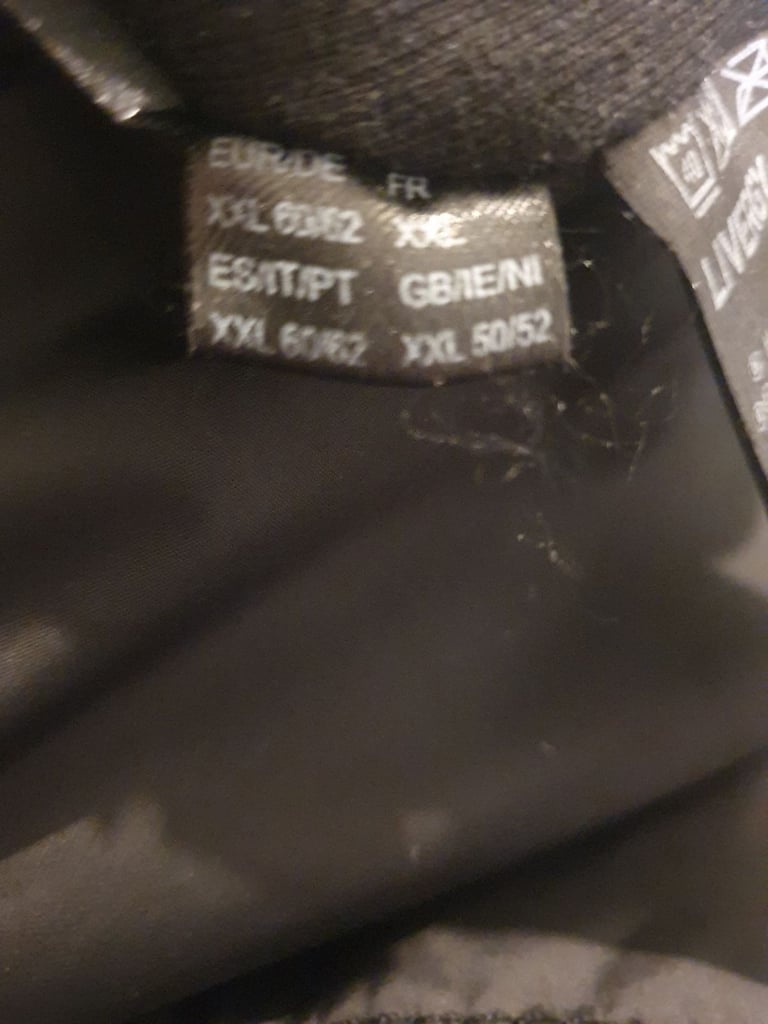 EUR/DE FR
XXL 60/62 XXL
ES/IT/PT GB/IE/NI
XXL 60/62 XXL 50/52
LIVERGY